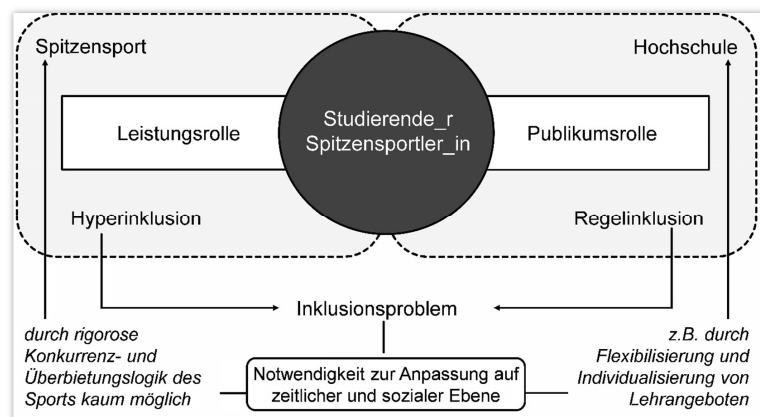 Spitzensport
Hochschule
Leistungsrolle
Studierende_r
Spitzensportler_in
Publikumsrolle
Hyperinklusion
Regelinklusion
Inklusionsproblem
durch rigorose
Konkurrenz- und
Überbietungslogik des
Sports kaum möglich
Notwendigkeit zur Anpassung auf
zeitlicher und sozialer Ebene
z.B. durch
Flexibilisierung und
Individualisierung von
Lehrangeboten